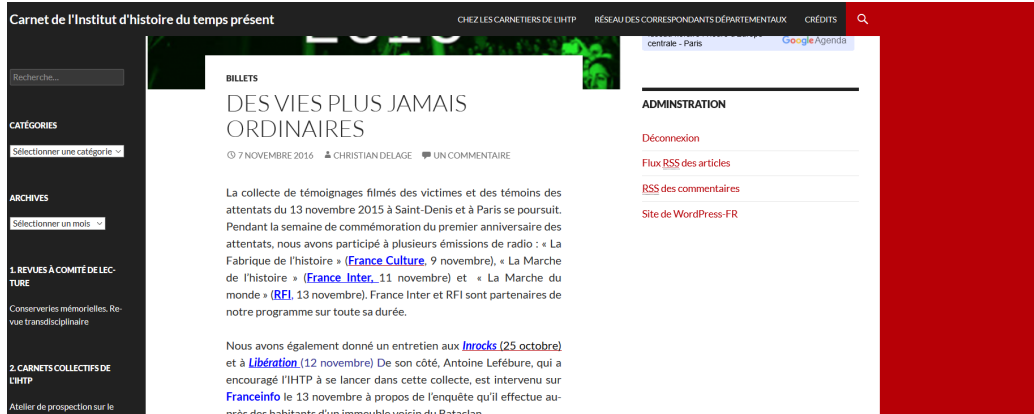 Carnet de l'Institut d'histoire du temps présent
CHEZ LES CARNETIERS DE L'IHTP
RÉSEAU DES CORRESPONDANTS DÉPARTEMENTAUX
CRÉDITS
Recherche...
CATÉGORIES
Sélectionner une catégorie
ARCHIVES
Sélectionner un mois
1. REVUES À COMITÉ DE LEC-
TURE
Conserveries mémorielles. Re-
vue transdisciplinaire
2. CARNETS COLLECTIFS DE
L'IHTP
Atelier de prospection sur le
BILLETS
DES VIES PLUS JAMAIS
ORDINAIRES
7 NOVEMBRE 2016 CHRISTIAN DELAGE UN COMMENTAIRE
La collecte de témoignages filmés des victimes et des témoins des
attentats du 13 novembre 2015 à Saint-Denis et à Paris se poursuit.
Pendant la semaine de commémoration du premier anniversaire des
attentats, nous avons participé à plusieurs émissions de radio : « La
Fabrique de l'histoire » (France Culture, 9 novembre), « La Marche
de l'histoire » (France Inter, 11 novembre) et « La Marche du
monde » (RFI, 13 novembre). France Inter et RFI sont partenaires de
notre programme sur toute sa durée.
Nous avons également donné un entretien aux Inrocks (25 octobre)
et à Libération (12 novembre) De son côté, Antoine Lefébure, qui a
encouragé l'IHTP à se lancer dans cette collecte, est intervenu sur
Franceinfo le 13 novembre à propos de l'enquête qu'il effectue au-
près des habitants d'un immeuble voisin du Bataclan.
centrale - Paris
Google Agenda
ADMINSTRATION
Déconnexion
Flux RSS des articles
RSS des commentaires
Site de WordPress-FR